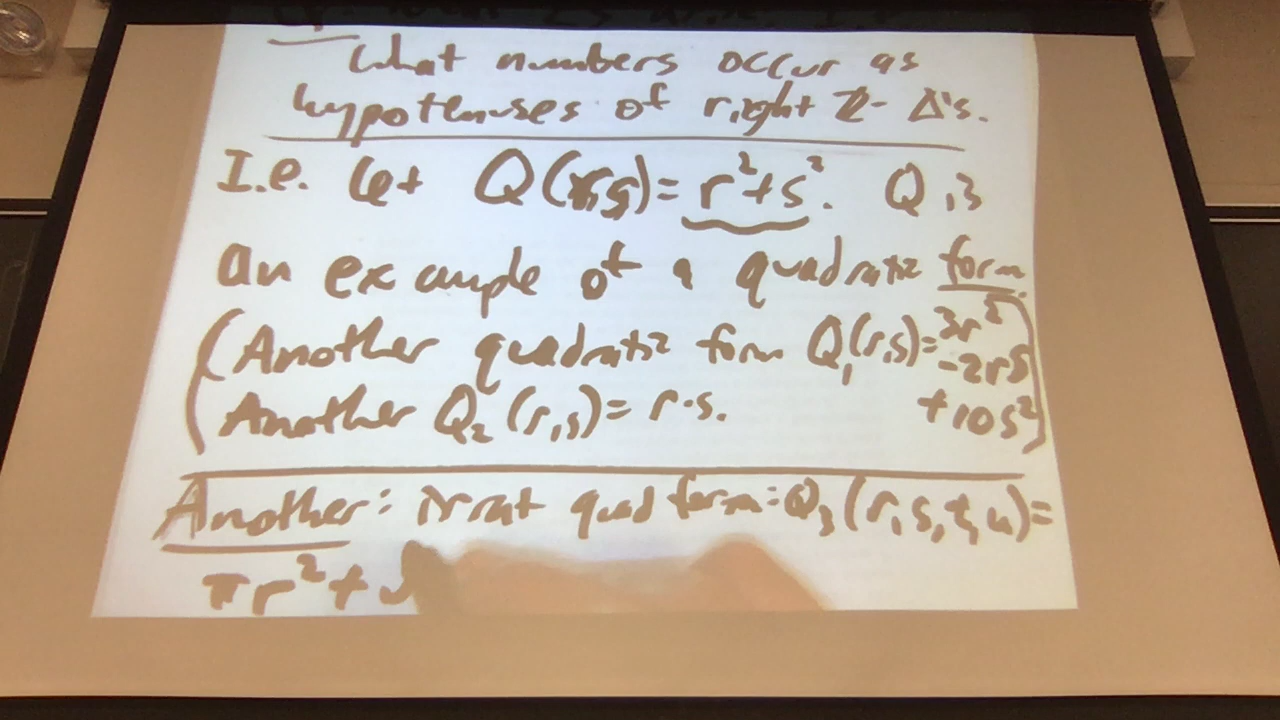 What numbers occur as
hypotenuses of right ℤ- Δ's.
I.e. let Q(r,s)= r²+s². Q is
an example of a quadratic form.
(Another quadratic form Q₁(r,s)=3r²
-2rs
Another Q₂(r,s)= r·s. +10s²)
Another: irrat quad form: Q₃(r,s,t,u)=
πr²+